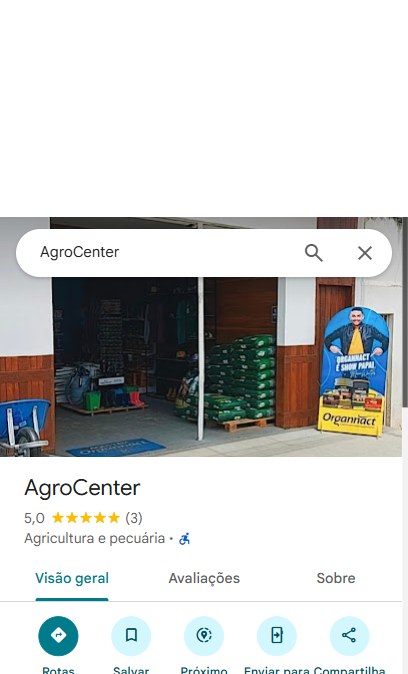 AgroCenter
ORGANNACT
É SHOW PAPAI
Organnact
AgroCenter
5,0 (3)
Agricultura e pecuária ·
Visão geral Avaliações Sobre
Rotas Salvar Próximo Enviar para Compartilha